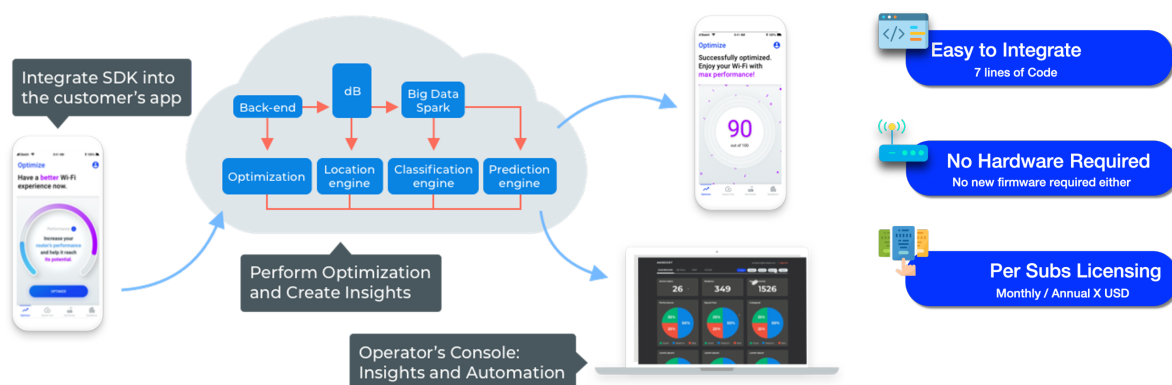 Integrate SDK into
the customer's app
Optimize
Have a better Wi-Fi
experience now.
Performance
Increase your
router's performance
and help it reach
its potential.
OPTIMIZE
Back-end
dB
Big Data
Spark
Optimization
Location
engine
Classification
engine
Prediction
engine
Perform Optimization
and Create Insights
Optimize
Successfully optimized.
Enjoy your Wi-Fi with
max performance!
90
out of 100
Operator's Console:
Insights and Automation
26
349
1526
Easy to Integrate
7 lines of Code
No Hardware Required
No new firmware required either
Per Subs Licensing
Monthly / Annual X USD